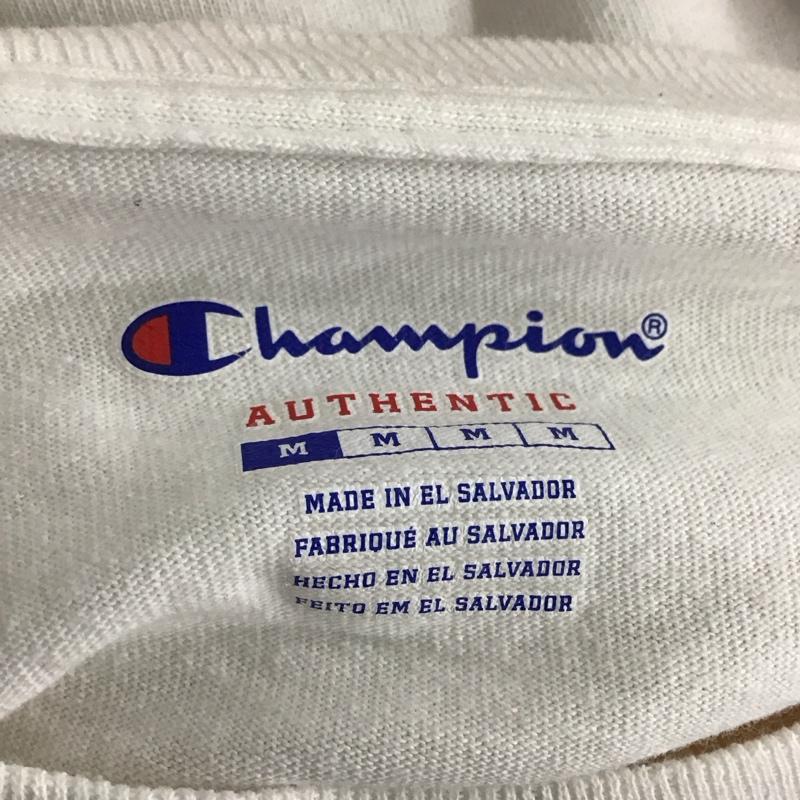 Champion®
AUTHENTIC
M M M M
MADE IN EL SALVADOR
FABRIQUÉ AU SALVADOR
HECHO EN EL SALVADOR
FEITO EM EL SALVADOR